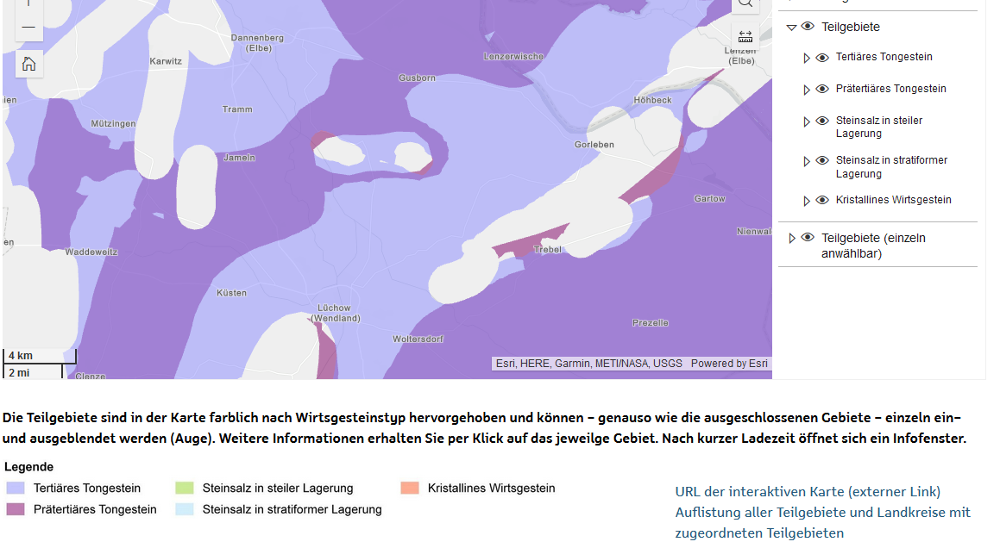 Dannenberg
(Elbe)
Karwitz
Lenzerwische
Lenzen
(Elbe)
Gusborn
Höhbeck
Tramm
Mützingen
Gorleben
Jameln
Gartow
Nienwal
Waddeweitz
Trebel
Küsten
Lüchow
(Wendland)
Prezelle
Woltersdorf
Clenze
4 km
2 mi
Esri, HERE, Garmin, METI/NASA, USGS Powered by Esri
Teilgebiete
Tertiäres Tongestein
Prätertiäres Tongestein
Steinsalz in steiler
Lagerung
Steinsalz in stratiformer
Lagerung
Kristallines Wirtsgestein
Teilgebiete (einzeln
anwählbar)
Die Teilgebiete sind in der Karte farblich nach Wirtsgesteinstyp hervorgehoben und können – genauso wie die ausgeschlossenen Gebiete – einzeln ein-
und ausgeblendet werden (Auge). Weitere Informationen erhalten Sie per Klick auf das jeweilge Gebiet. Nach kurzer Ladezeit öffnet sich ein Infofenster.
Legende
Tertiäres Tongestein
Steinsalz in steiler Lagerung
Kristallines Wirtsgestein
Prätertiäres Tongestein
Steinsalz in stratiformer Lagerung
URL der interaktiven Karte (externer Link)
Auflistung aller Teilgebiete und Landkreise mit
zugeordneten Teilgebieten